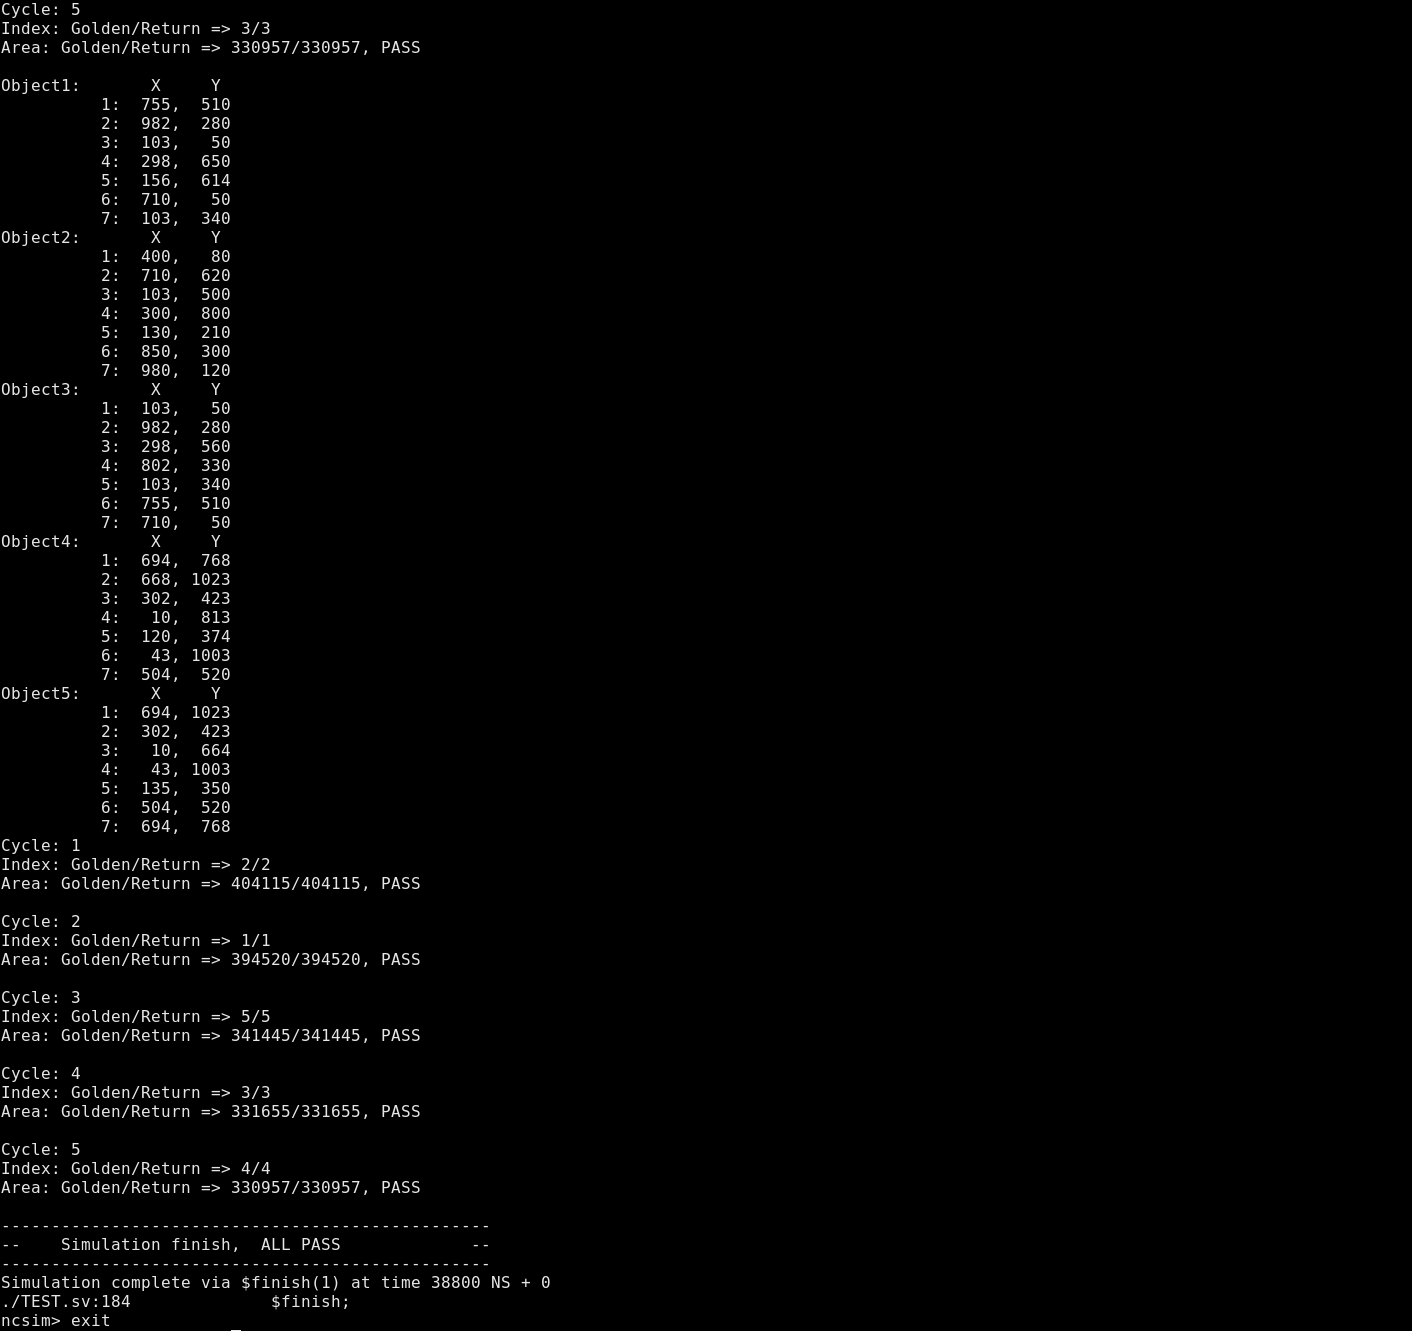 Cycle: 5
Index: Golden/Return => 3/3
Area: Golden/Return => 330957/330957, PASS
Object1:       X     Y
          1:  755,  510
          2:  982,  280
          3:  103,   50
          4:  298,  650
          5:  156,  614
          6:  710,   50
          7:  103,  340
Object2:       X     Y
          1:  400,   80
          2:  710,  620
          3:  103,  500
          4:  300,  800
          5:  130,  210
          6:  850,  300
          7:  980,  120
Object3:       X     Y
          1:  103,   50
          2:  982,  280
          3:  298,  560
          4:  802,  330
          5:  103,  340
          6:  755,  510
          7:  710,   50
Object4:       X     Y
          1:  694,  768
          2:  668, 1023
          3:  302,  423
          4:   10,  813
          5:  120,  374
          6:   43, 1003
          7:  504,  520
Object5:       X     Y
          1:  694, 1023
          2:  302,  423
          3:   10,  664
          4:   43, 1003
          5:  135,  350
          6:  504,  520
          7:  694,  768
Cycle: 1
Index: Golden/Return => 2/2
Area: Golden/Return => 404115/404115, PASS
Cycle: 2
Index: Golden/Return => 1/1
Area: Golden/Return => 394520/394520, PASS
Cycle: 3
Index: Golden/Return => 5/5
Area: Golden/Return => 341445/341445, PASS
Cycle: 4
Index: Golden/Return => 3/3
Area: Golden/Return => 331655/331655, PASS
Cycle: 5
Index: Golden/Return => 4/4
Area: Golden/Return => 330957/330957, PASS
-------------------------------------------------
--    Simulation finish,  ALL PASS             --
-------------------------------------------------
Simulation complete via $finish(1) at time 38800 NS + 0
./TEST.sv:184              $finish;
ncsim> exit